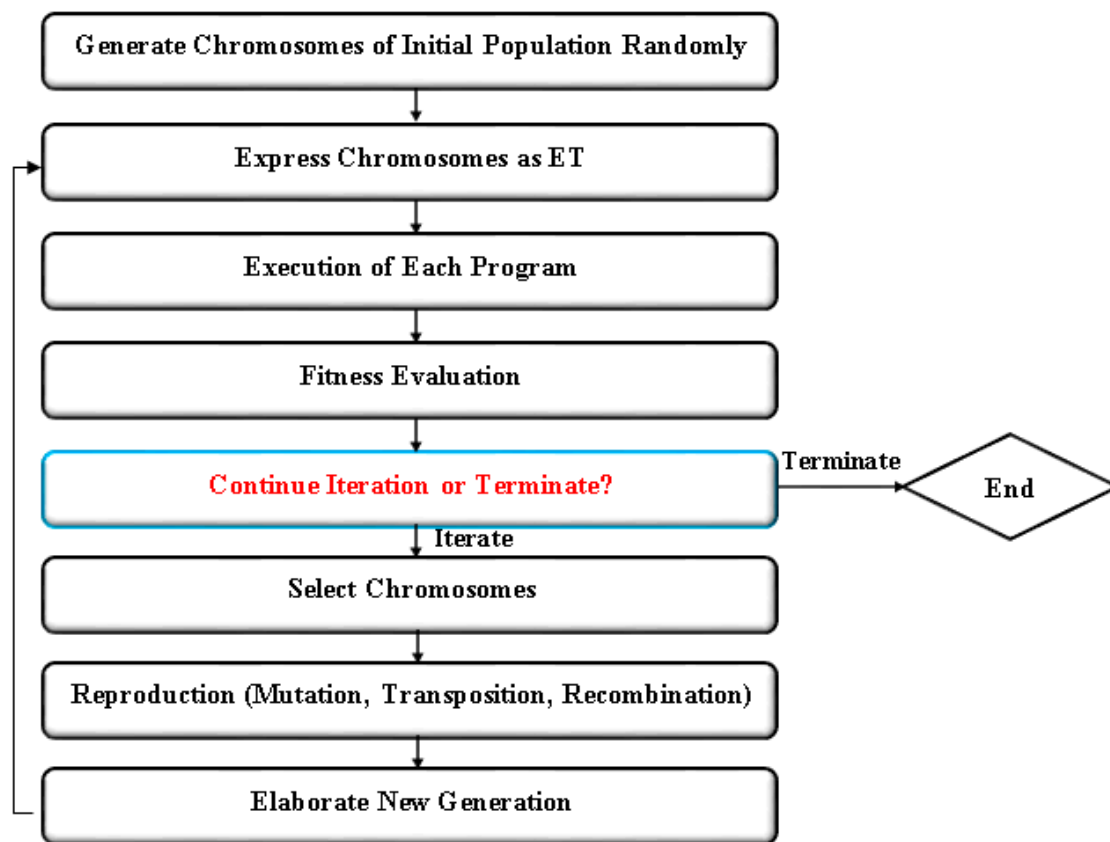 Generate Chromosomes of Initial Population Randomly
Express Chromosomes as ET
Execution of Each Program
Fitness Evaluation
Continue Iteration or Terminate?
Terminate
End
Iterate
Select Chromosomes
Reproduction (Mutation, Transposition, Recombination)
Elaborate New Generation